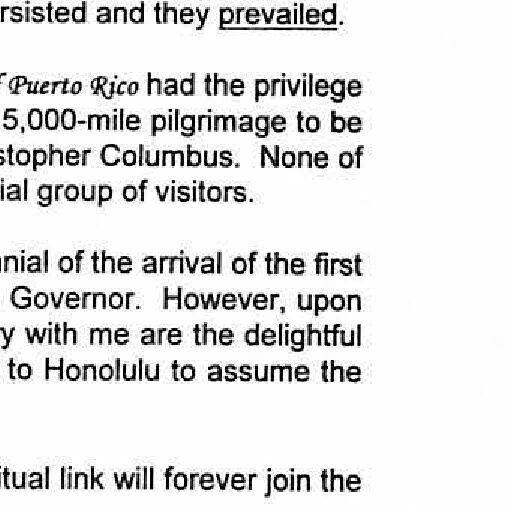 rsisted and they prevailed.
f Puerto Rico had the privilege
5,000-mile pilgrimage to be
stopher Columbus. None of
ial group of visitors.
nnial of the arrival of the first
Governor. However, upon
y with me are the delightful
to Honolulu to assume the
itual link will forever join the